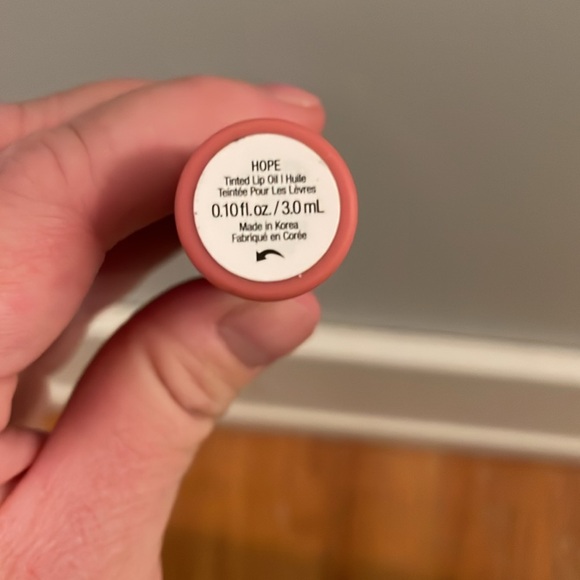 HOPE
Tinted Lip Oil | Huile
Teintée Pour Les Lèvres
0.10 fl. oz. / 3.0 mL
Made in Korea
Fabriqué en Corée